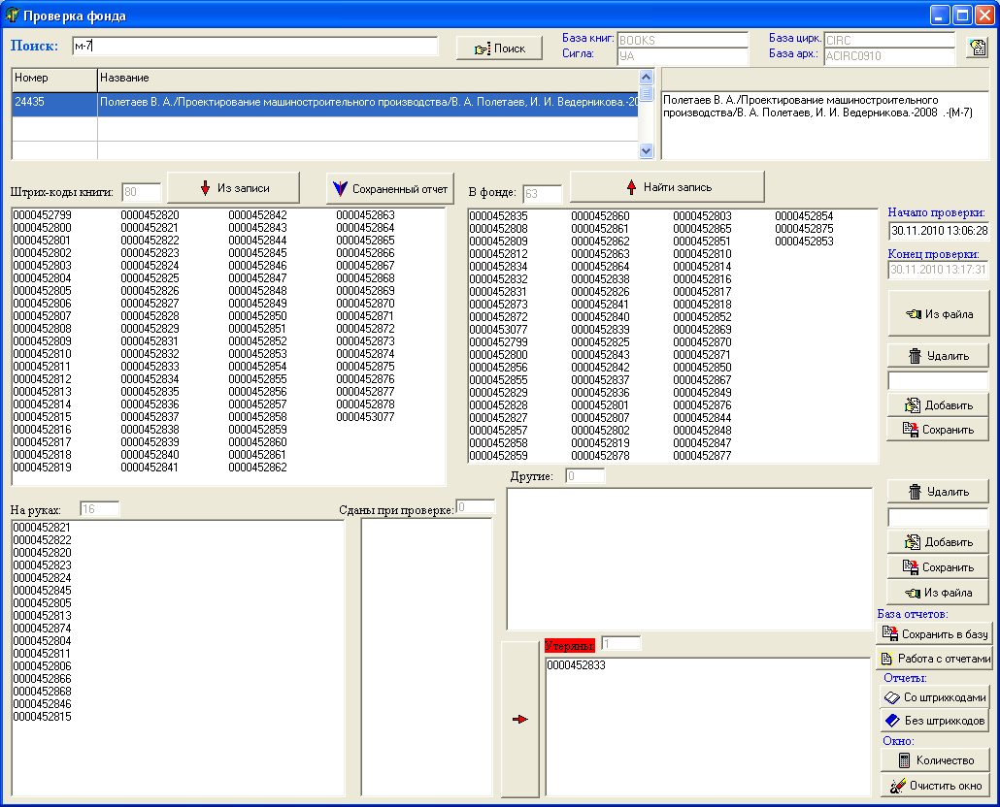 Проверка фонда
Поиск:
м-7
Поиск
База книг:
BOOKS
База цирк.
CIRC
Сигла:
УА
База арх.:
ACIRC0910
Номер
Название
24435
Полетаев В. А./Проектирование машиностроительного производства/В. А. Полетаев, И. И. Ведерникова.-20
Полетаев В. А./Проектирование машиностроительного
производства/В. А. Полетаев, И. И. Ведерникова.-2008 .-(М-7)
Штрих-коды книги:
80
Из записи
Сохраненный отчет
В фонде:
63
Найти запись
0000452799 0000452820 0000452842 0000452863
0000452800 0000452821 0000452843 0000452864
0000452801 0000452822 0000452844 0000452865
0000452802 0000452823 0000452845 0000452866
0000452803 0000452824 0000452846 0000452867
0000452804 0000452825 0000452847 0000452868
0000452805 0000452826 0000452848 0000452869
0000452806 0000452827 0000452849 0000452870
0000452807 0000452828 0000452850 0000452871
0000452808 0000452829 0000452851 0000452872
0000452809 0000452831 0000452852 0000452873
0000452810 0000452832 0000452853 0000452874
0000452811 0000452833 0000452854 0000452875
0000452812 0000452834 0000452855 0000452876
0000452813 0000452835 0000452856 0000452877
0000452814 0000452836 0000452857 0000452878
0000452815 0000452837 0000452858 0000453077
0000452816 0000452838 0000452859
0000452817 0000452839 0000452860
0000452818 0000452840 0000452861
0000452819 0000452841 0000452862
0000452835 0000452860 0000452803 0000452854
0000452808 0000452861 0000452865 0000452875
0000452809 0000452862 0000452851 0000452853
0000452812 0000452863 0000452810
0000452834 0000452864 0000452814
0000452832 0000452838 0000452816
0000452831 0000452826 0000452817
0000452873 0000452841 0000452818
0000452872 0000452840 0000452852
0000453077 0000452839 0000452869
0000452799 0000452825 0000452870
0000452800 0000452843 0000452871
0000452856 0000452842 0000452850
0000452855 0000452837 0000452867
0000452829 0000452836 0000452849
0000452828 0000452801 0000452876
0000452827 0000452807 0000452844
0000452857 0000452802 0000452848
0000452858 0000452819 0000452847
0000452859 0000452878 0000452877
Начало проверки:
30.11.2010 13:06:28
Конец проверки:
30.11.2010 13:17:31
Из файла
Удалить
Добавить
Сохранить
Другие:
0
На руках:
16
Сданы при проверке:
0
0000452821
0000452822
0000452820
0000452823
0000452824
0000452845
0000452805
0000452813
0000452874
0000452804
0000452811
0000452806
0000452866
0000452868
0000452846
0000452815
Утеряны:
1
0000452833
Удалить
Добавить
Сохранить
Из файла
База отчетов:
Сохранить в базу
Работа с отчетами
Отчеты:
Со штрихкодами
Без штрихкодов
Окно:
Количество
Очистить окно